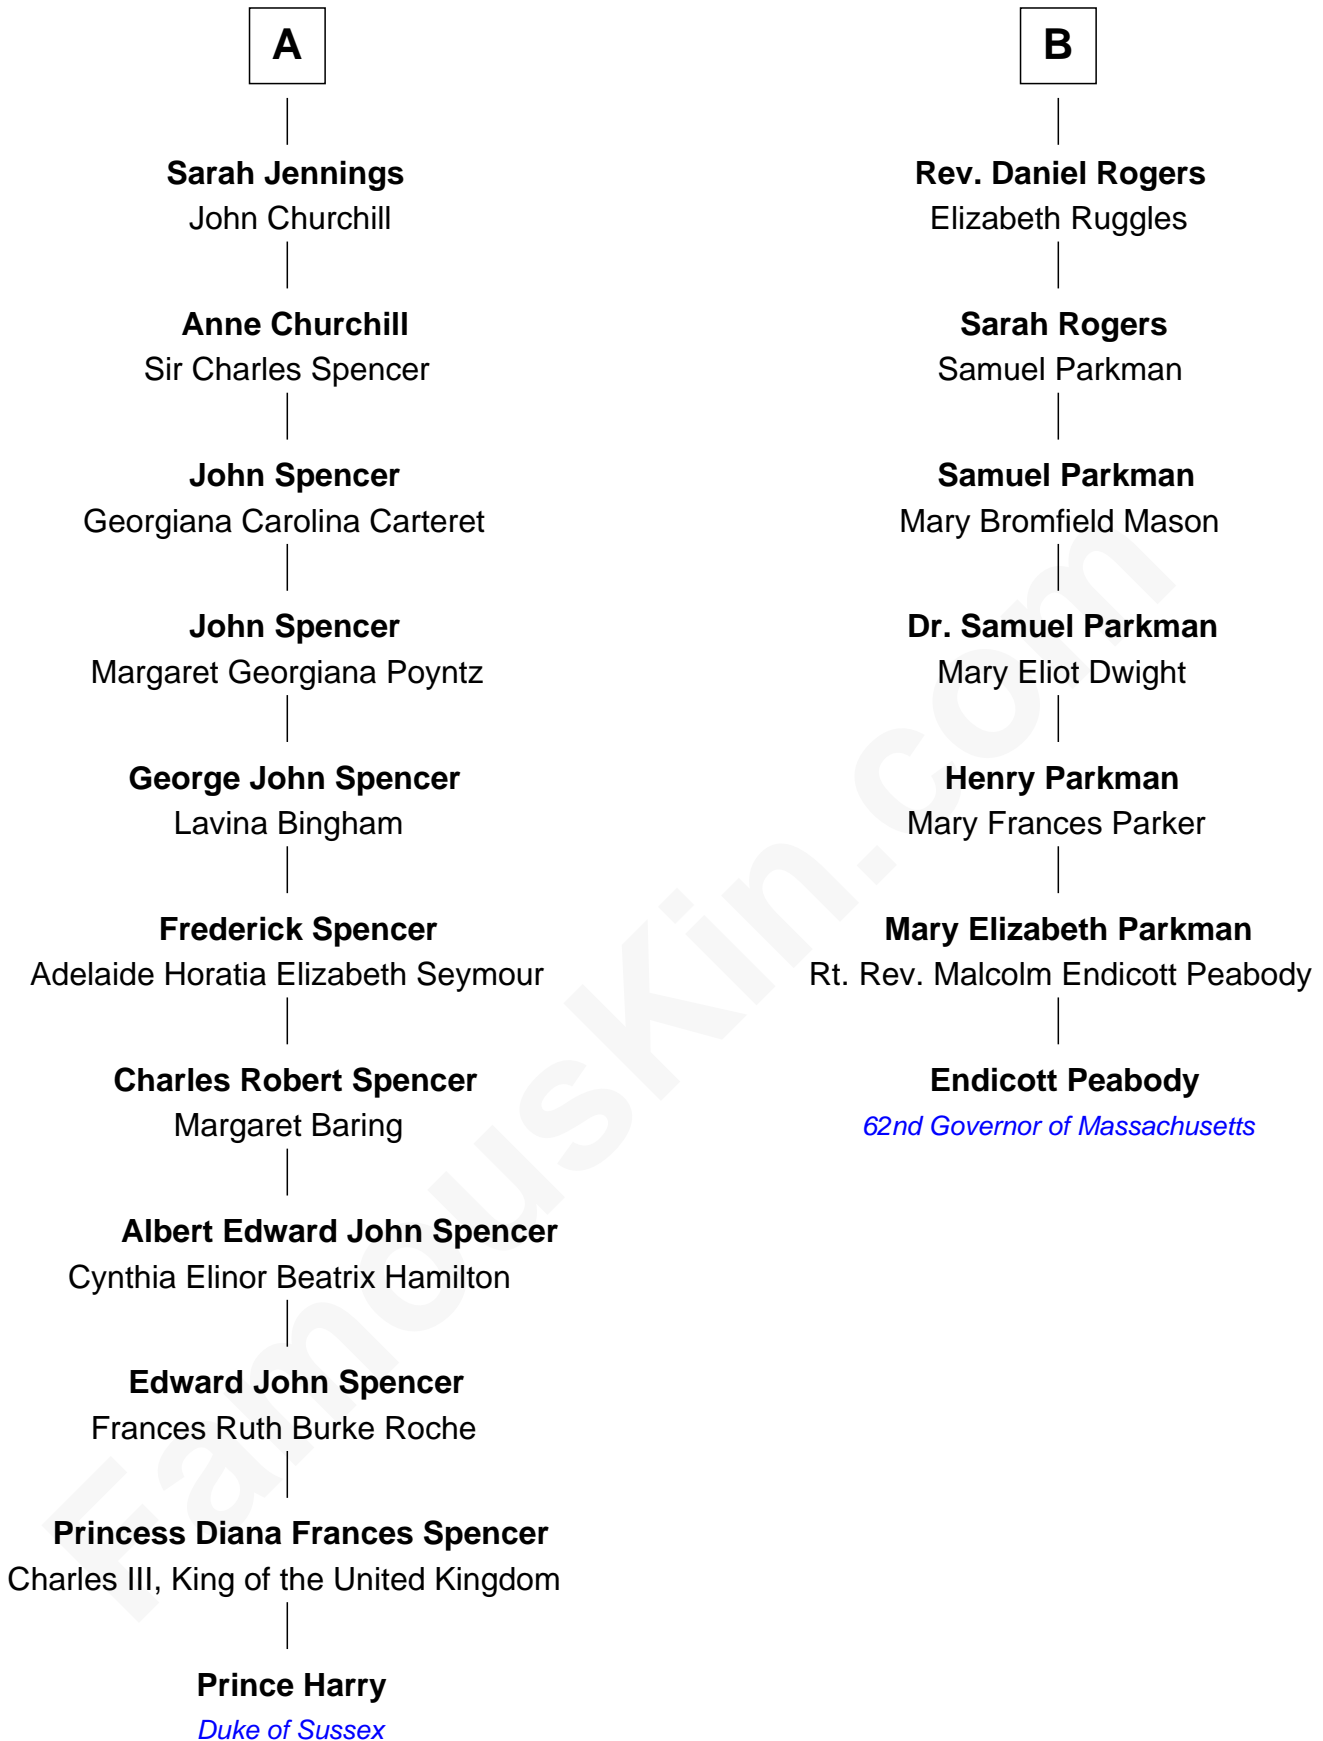 A
Sarah Jennings
John Churchill
Anne Churchill
Sir Charles Spencer
John Spencer
Georgiana Carolina Carteret
John Spencer
Margaret Georgiana Poyntz
George John Spencer
Lavina Bingham
Frederick Spencer
Adelaide Horatia Elizabeth Seymour
Charles Robert Spencer
Margaret Baring
Albert Edward John Spencer
Cynthia Elinor Beatrix Hamilton
Edward John Spencer
Frances Ruth Burke Roche
Princess Diana Frances Spencer
Charles III, King of the United Kingdom
Prince Harry
Duke of Sussex
B
Rev. Daniel Rogers
Elizabeth Ruggles
Sarah Rogers
Samuel Parkman
Samuel Parkman
Mary Bromfield Mason
Dr. Samuel Parkman
Mary Eliot Dwight
Henry Parkman
Mary Frances Parker
Mary Elizabeth Parkman
Rt. Rev. Malcolm Endicott Peabody
Endicott Peabody
62nd Governor of Massachusetts
FamousKin.com